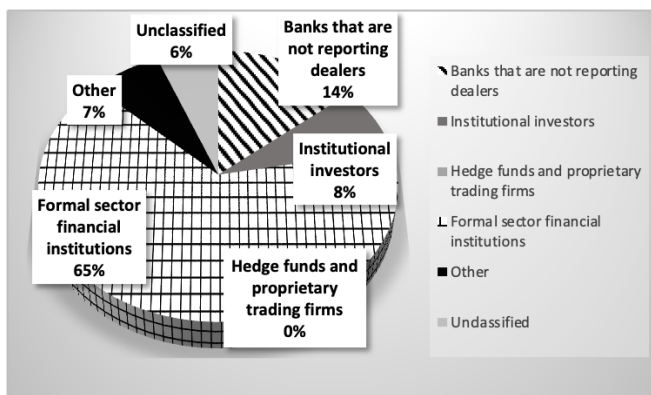 Unclassified
6%
Banks that are
not reporting
dealers
14%
Other
7%
Institutional
investors
8%
Formal sector
financial
institutions
65%
Hedge funds and
proprietary
trading firms
0%
Banks that are not reporting
dealers
Institutional investors
Hedge funds and proprietary
trading firms
Formal sector financial
institutions
Other
Unclassified